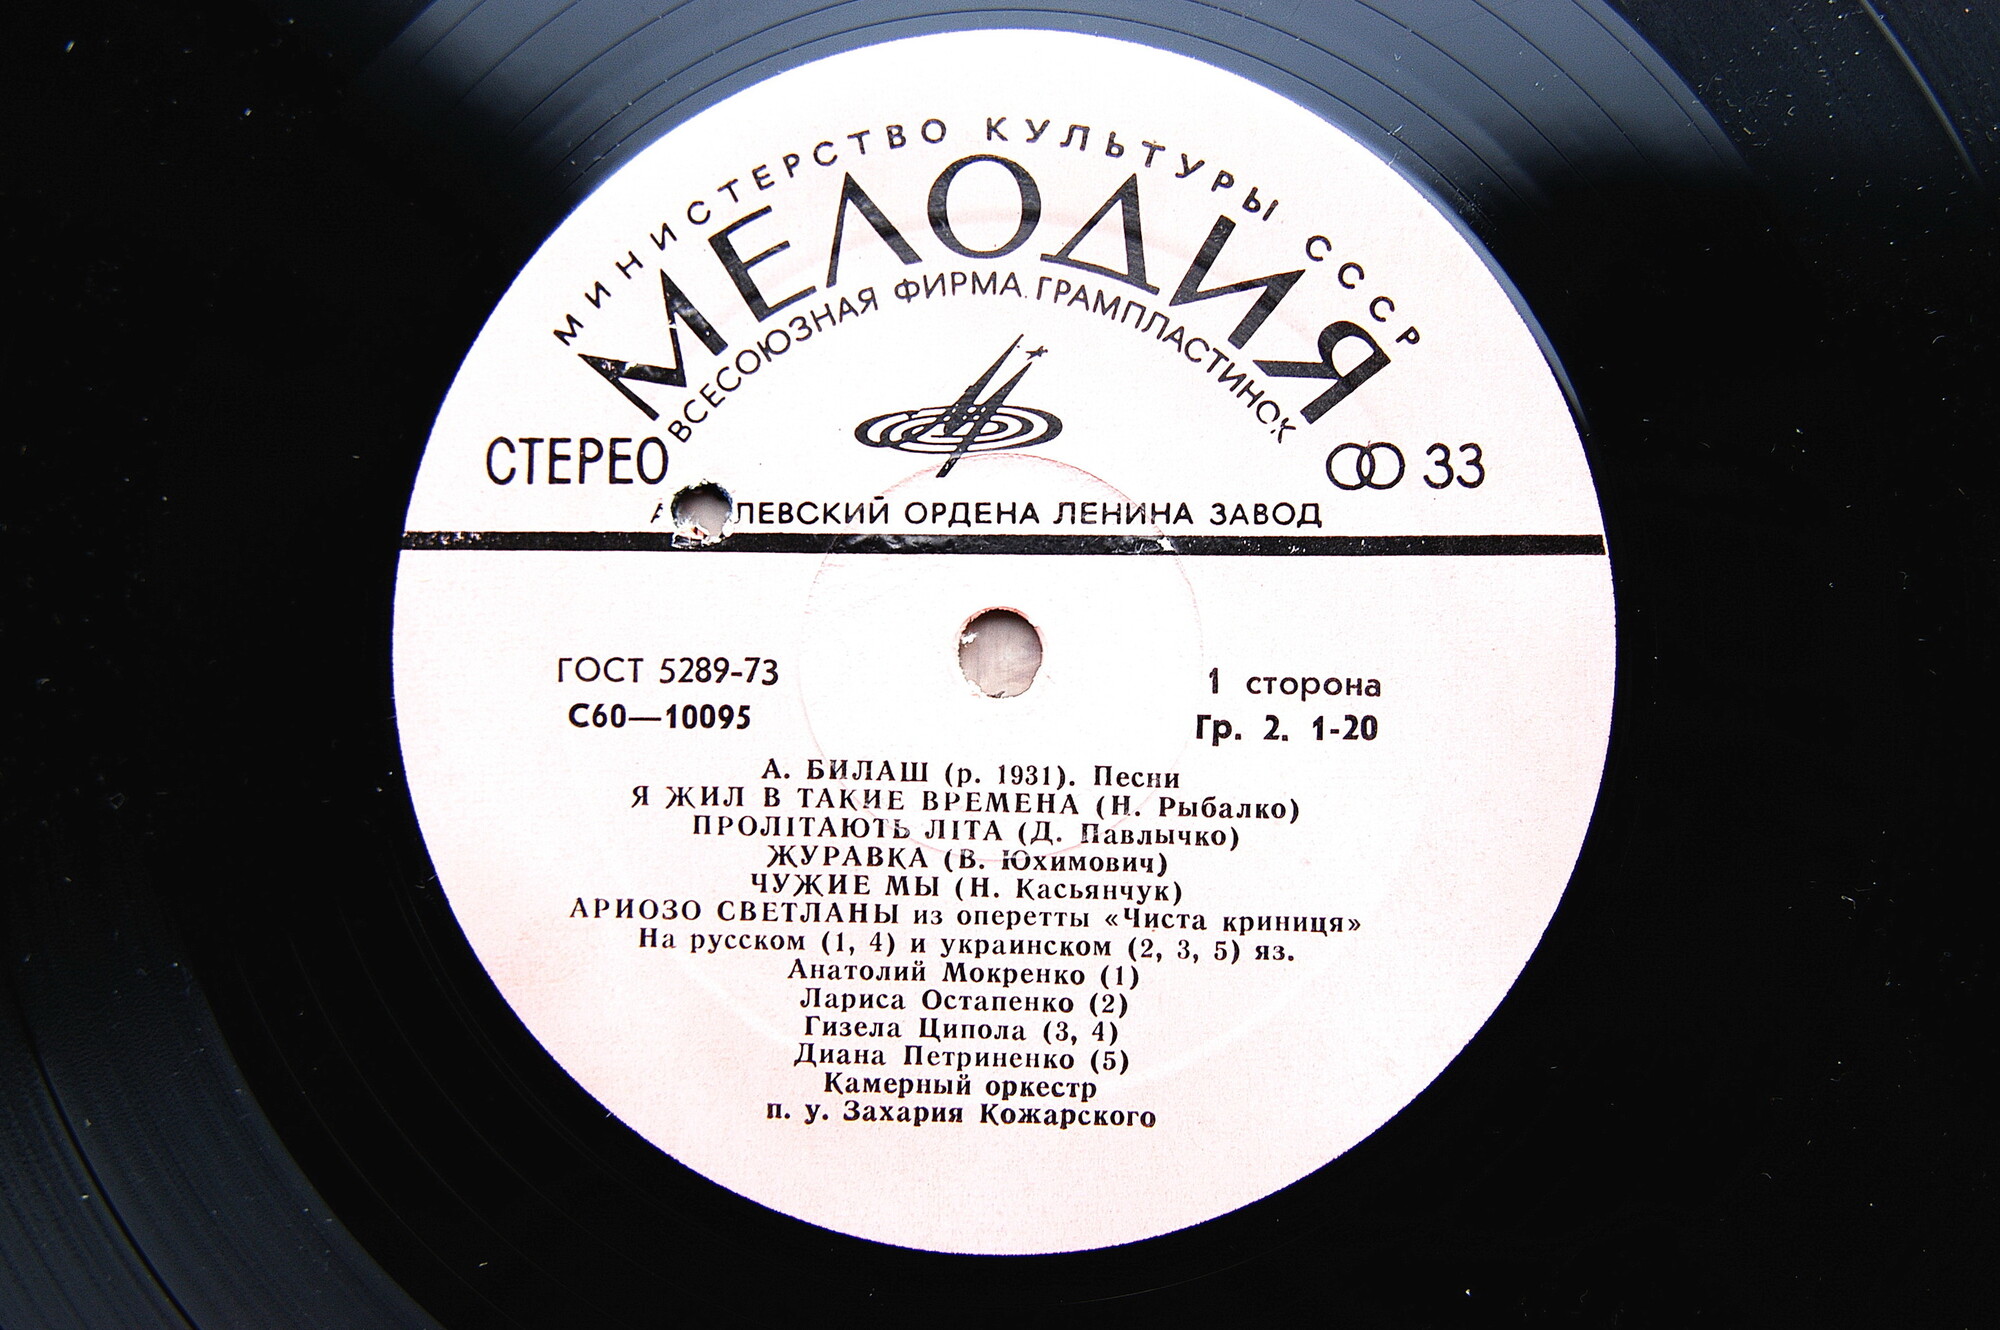 МИНИСТЕРСТВО КУЛЬТУРЫ СССР
МЕЛОДИЯ
ВСЕСОЮЗНАЯ ФИРМА ГРАМПЛАСТИНОК
СТЕРЕО
33
ОРДЕНА ЛЕНИНА ЗАВОД
ГОСТ 5289-73
С60—10095
1 сторона
Гр. 2. 1-20
А. БИЛАШ (р. 1931). Песни
Я ЖИЛ В ТАКИЕ ВРЕМЕНА (Н. Рыбалко)
ПРОЛІТАЮТЬ ЛІТА (Д. Павлычко)
ЖУРАВКА (В. Юхимович)
ЧУЖИЕ МЫ (Н. Касьянчук)
АРИОЗО СВЕТЛАНЫ из оперетты «Чиста криниця»
На русском (1, 4) и украинском (2, 3, 5) яз.
Анатолий Мокренко (1)
Лариса Остапенко (2)
Гизела Ципола (3, 4)
Диана Петриненко (5)
Камерный оркестр
п. у. Захария Кожарского